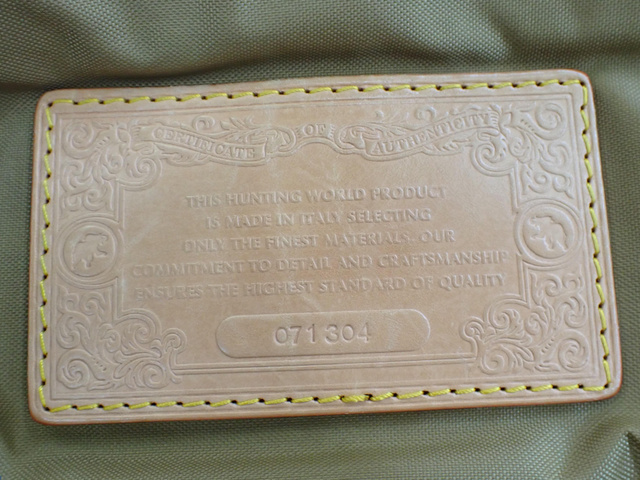 CERTIFICATE OF AUTHENTICITY
THIS HUNTING WORLD PRODUCT
IS MADE IN ITALY SELECTING
ONLY THE FINEST MATERIALS. OUR
COMMITMENT TO DETAIL AND CRAFTSMANSHIP
ENSURES THE HIGHEST STANDARD OF QUALITY
071304